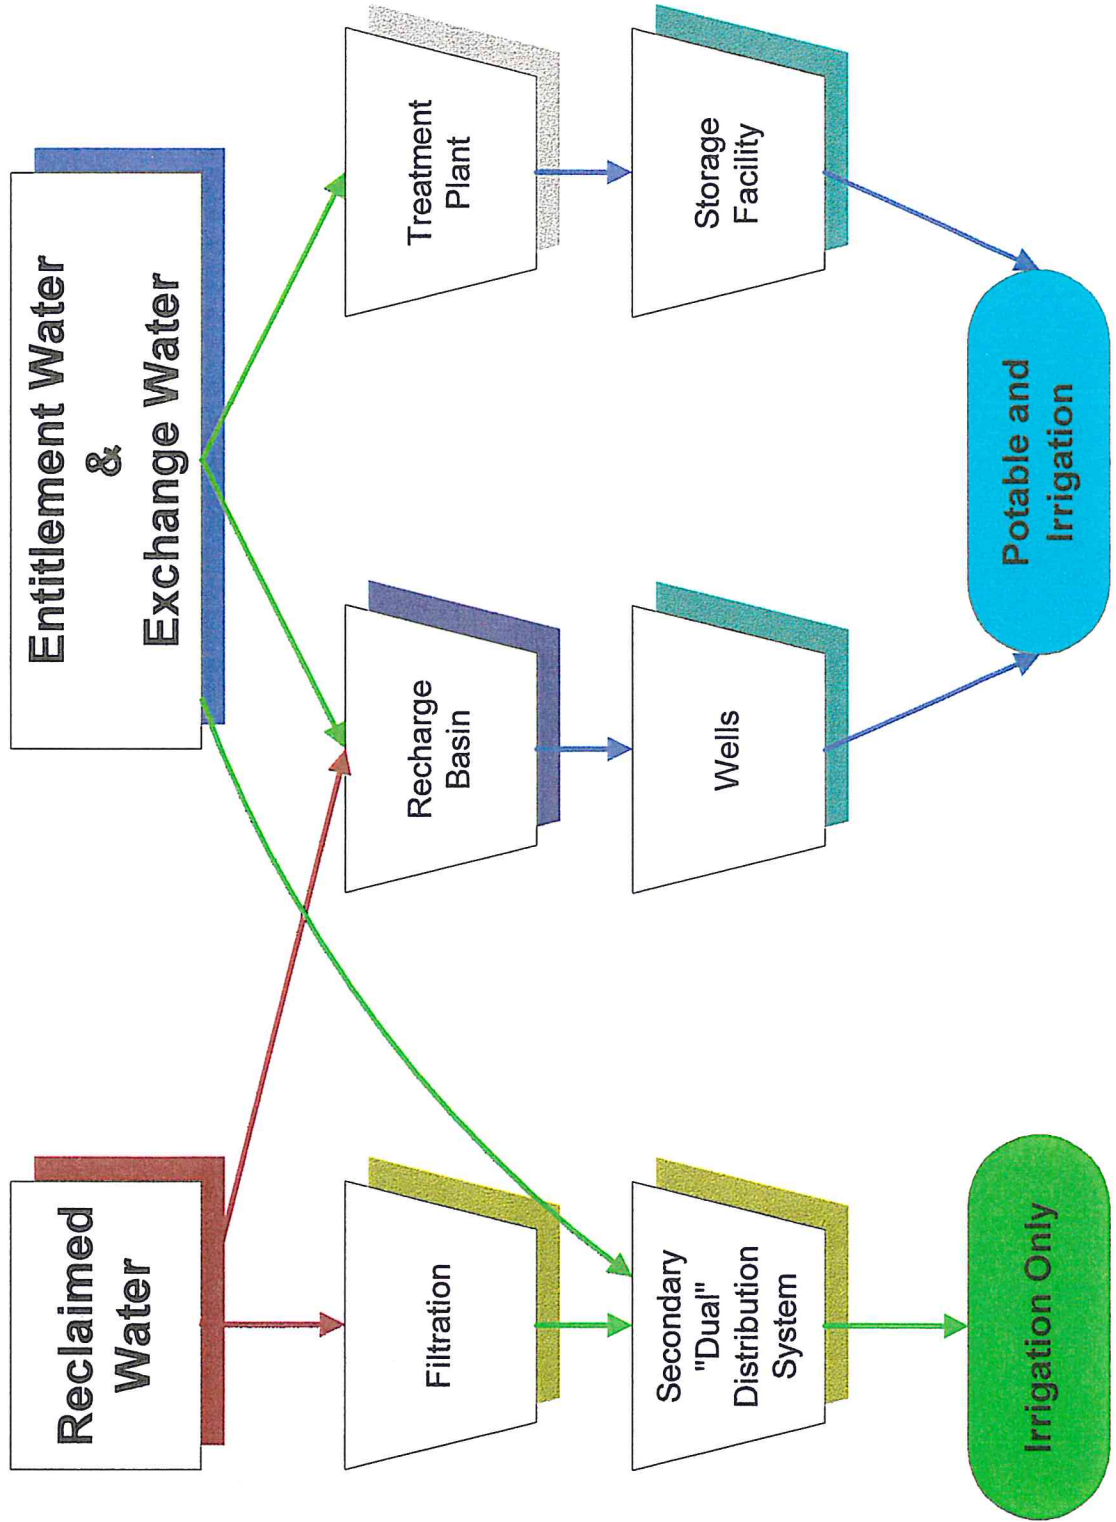 Reclaimed
Water
Entitlement Water
&
Exchange Water
Filtration
Recharge
Basin
Treatment
Plant
Secondary
"Dual"
Distribution
System
Wells
Storage
Facility
Irrigation Only
Potable and
Irrigation